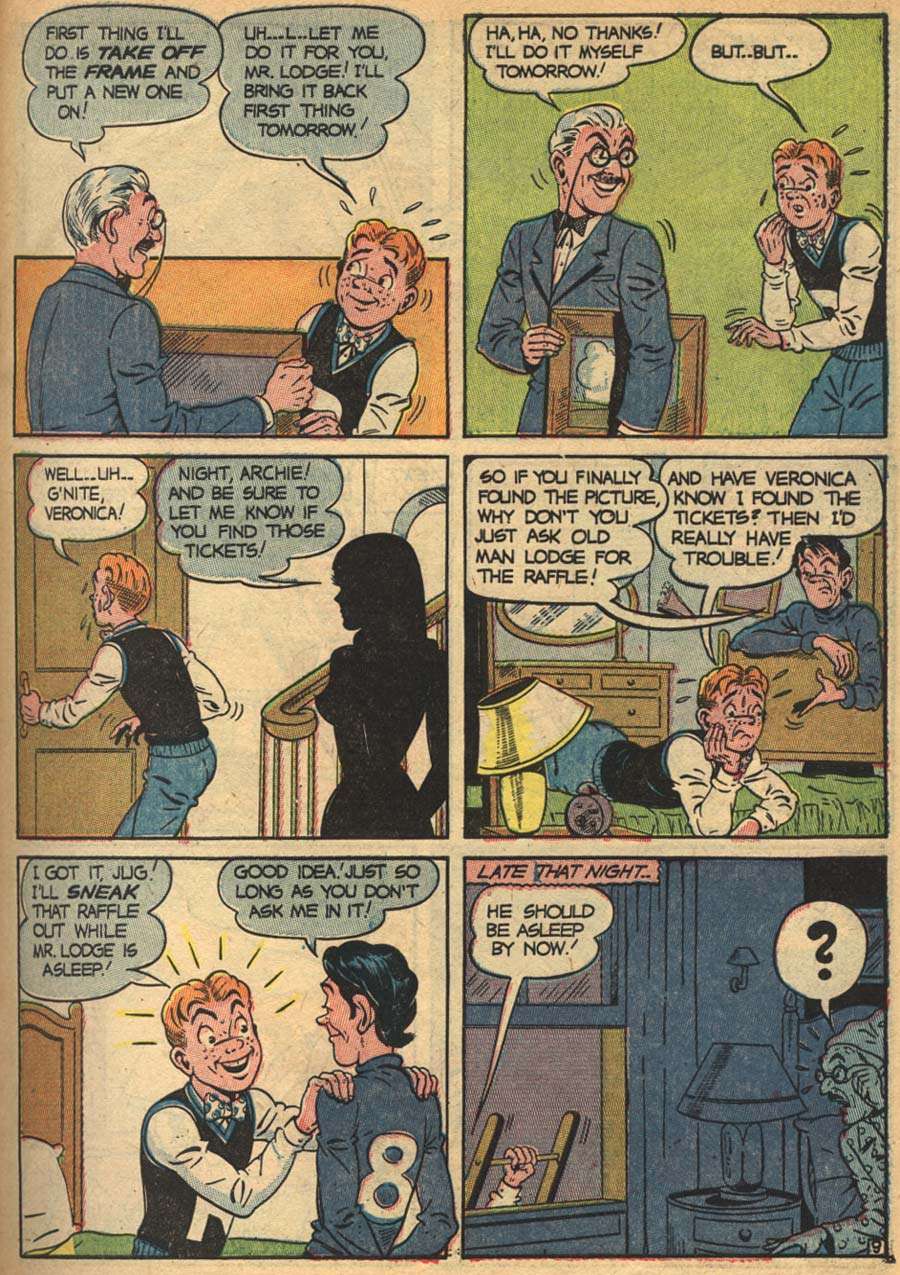 FIRST THING I'LL
DO IS TAKE OFF
THE FRAME AND
PUT A NEW ONE
ON!
UH...L..LET ME
DO IT FOR YOU,
MR. LODGE! I'LL
BRING IT BACK
FIRST THING
TOMORROW!
HA, HA, NO THANKS!
I'LL DO IT MYSELF
TOMORROW!
BUT..BUT..
WELL...UH...
G'NITE,
VERONICA!
NIGHT, ARCHIE!
AND BE SURE TO
LET ME KNOW IF
YOU FIND THOSE
TICKETS!
SO IF YOU FINALLY
FOUND THE PICTURE,
WHY DON'T YOU
JUST ASK OLD
MAN LODGE FOR
THE RAFFLE!
AND HAVE VERONICA
KNOW I FOUND THE
TICKETS? THEN I'D
REALLY HAVE
TROUBLE!
I GOT IT, JUG!
I'LL SNEAK
THAT RAFFLE
OUT WHILE
MR. LODGE IS
ASLEEP!
GOOD IDEA! JUST SO
LONG AS YOU DON'T
ASK ME IN IT!
8
LATE THAT NIGHT..
HE SHOULD
BE ASLEEP
BY NOW!
?
9